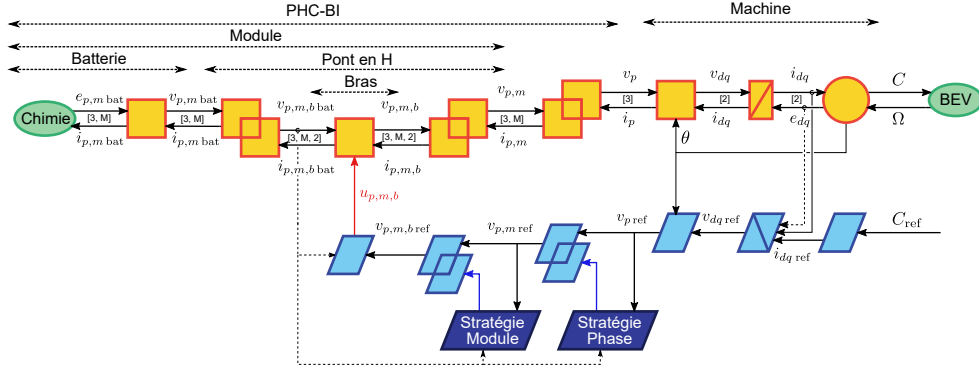 PHC-BI
Machine
Module
Batterie
Pont en H
Bras
Chimie
e_{p,m bat}
[3, M]
i_{p,m bat}
v_{p,m bat}
[3, M]
i_{p,m bat}
v_{p,m,b bat}
[3, M, 2]
i_{p,m,b bat}
v_{p,m,b}
[3, M, 2]
i_{p,m,b}
v_{p,m}
[3, M]
i_{p,m}
v_p
[3]
i_p
v_{dq}
[2]
i_{dq}
i_{dq}
[2]
e_{dq}
C
Ω
BEV
θ
u_{p,m,b}
v_{p,m,b ref}
v_{p,m ref}
v_{p ref}
v_{dq ref}
i_{dq ref}
C_{ref}
Stratégie
Module
Stratégie
Phase